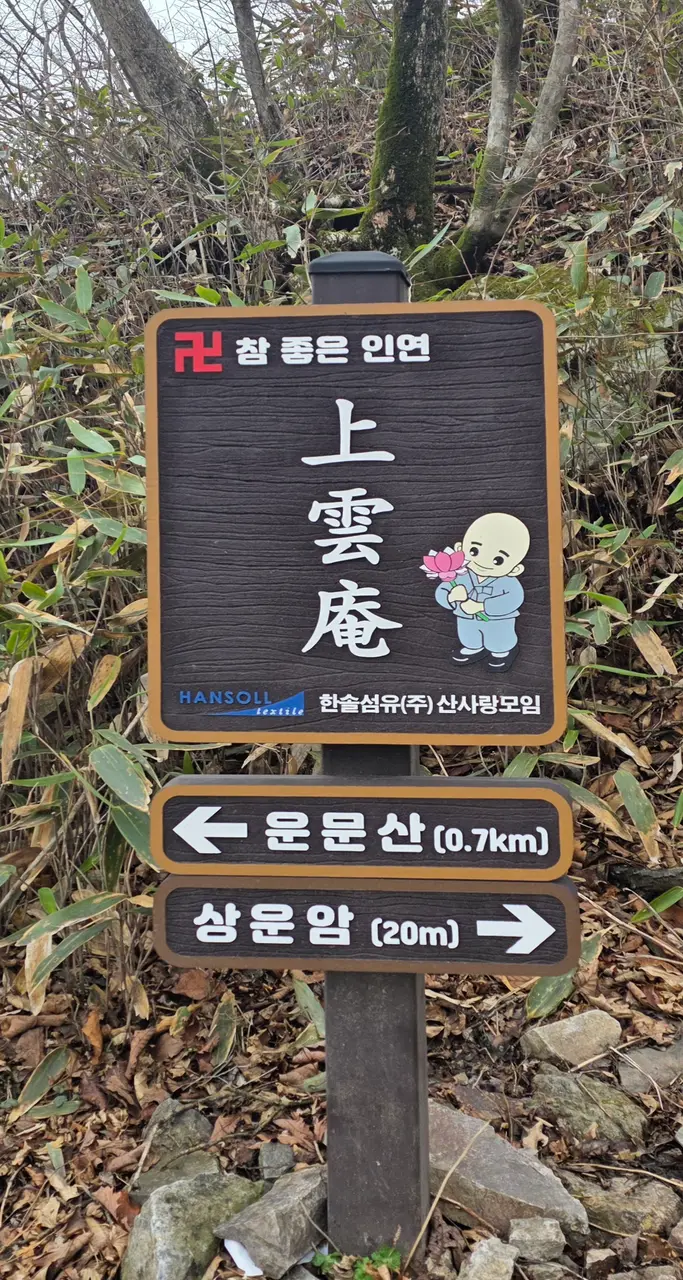 卍 참 좋은 인연
上
雲
庵
HANSOLL
textile
한솔섬유(주) 산사랑모임
← 운문산 (0.7km)
상운암 (20m) →